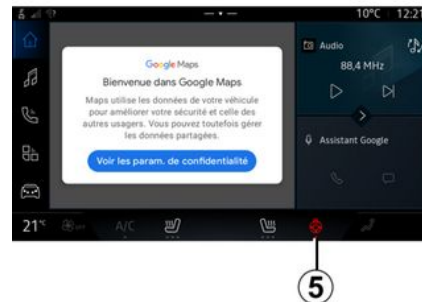 10°C 12:21
Google Maps
Bienvenue dans Google Maps
Maps utilise les données de votre véhicule
pour améliorer votre sécurité et celle des
autres usagers. Vous pouvez toutefois gérer
les données partagées.
Voir les param. de confidentialité
Audio
88,4 MHz
Assistant Google
21°C
OFF
A/C
5